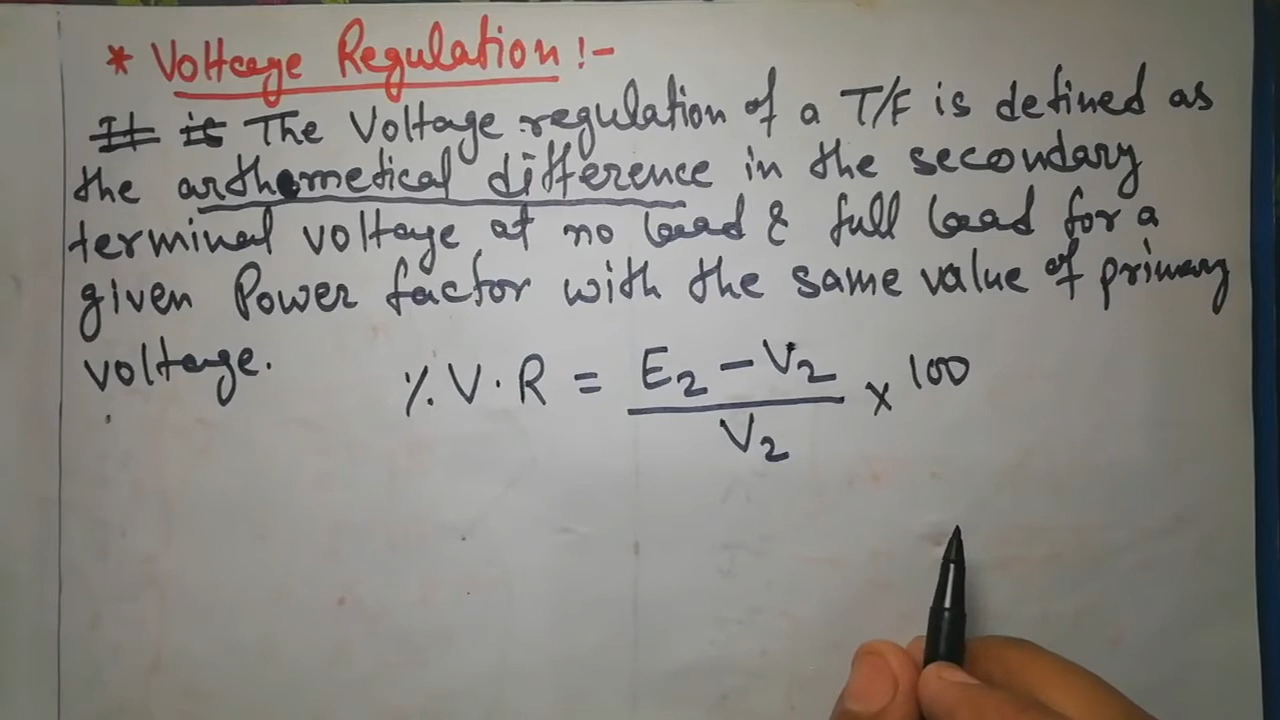 * Voltage Regulation :-
It is The Voltage regulation of a T/F is defined as
the arthemetical difference in the secondary
terminal voltage at no load & full load for a
given Power factor with the same value of primary
voltage.
% V.R = E₂ - V₂ / V₂ × 100